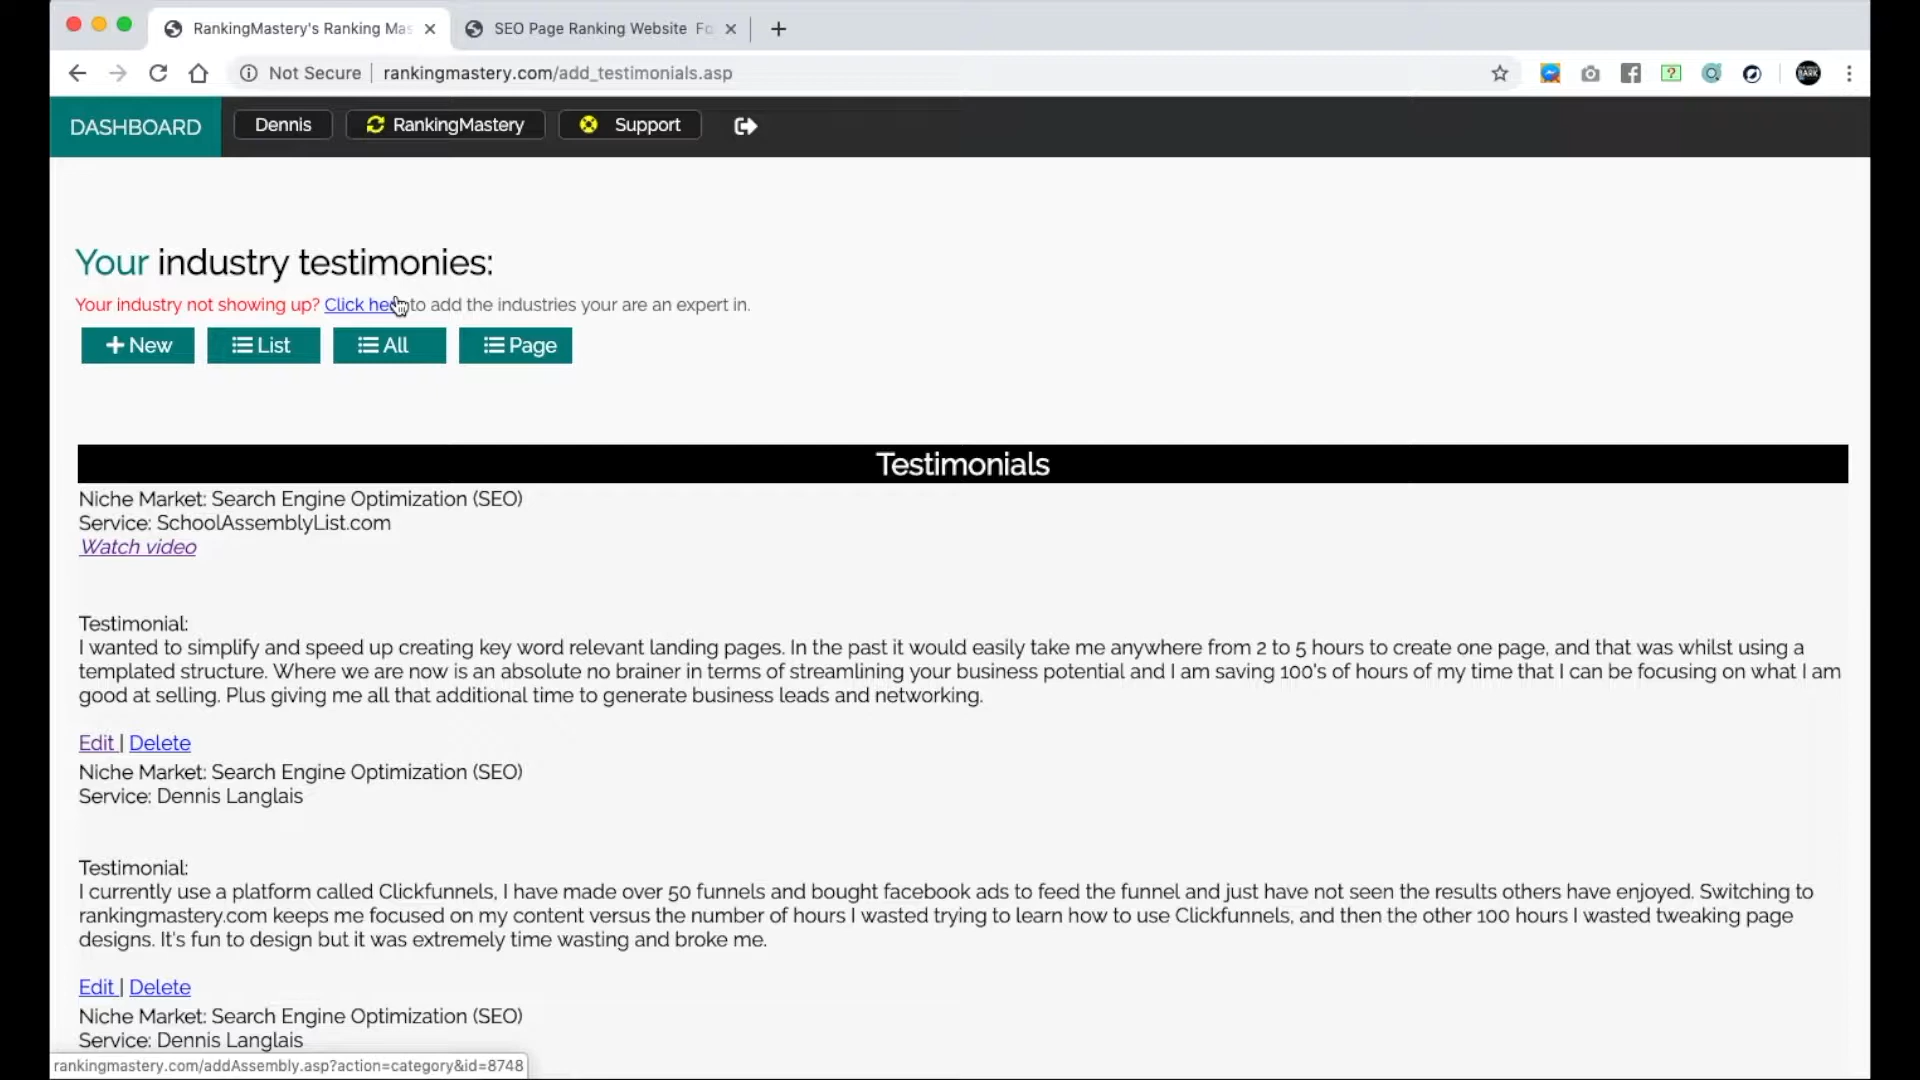 RankingMastery's Ranking Mas
SEO Page Ranking Website Fo
Not Secure
rankingmastery.com/add_testimonials.asp
DASHBOARD
Dennis
RankingMastery
Support
Your industry testimonies:
Your industry not showing up? Click here to add the industries your are an expert in.
New
List
All
Page
Testimonials
Niche Market: Search Engine Optimization (SEO)
Service: SchoolAssemblyList.com
Watch video
Testimonial:
I wanted to simplify and speed up creating key word relevant landing pages. In the past it would easily take me anywhere from 2 to 5 hours to create one page, and that was whilst using a
templated structure. Where we are now is an absolute no brainer in terms of streamlining your business potential and I am saving 100's of hours of my time that I can be focusing on what I am
good at selling. Plus giving me all that additional time to generate business leads and networking.
Edit | Delete
Niche Market: Search Engine Optimization (SEO)
Service: Dennis Langlais
Testimonial:
I currently use a platform called Clickfunnels, I have made over 50 funnels and bought facebook ads to feed the funnel and just have not seen the results others have enjoyed. Switching to
rankingmastery.com keeps me focused on my content versus the number of hours I wasted trying to learn how to use Clickfunnels, and then the other 100 hours I wasted tweaking page
designs. It's fun to design but it was extremely time wasting and broke me.
Edit | Delete
Niche Market: Search Engine Optimization (SEO)
Service: Dennis Langlais
rankingmastery.com/addAssembly.asp?action=category&id=8748